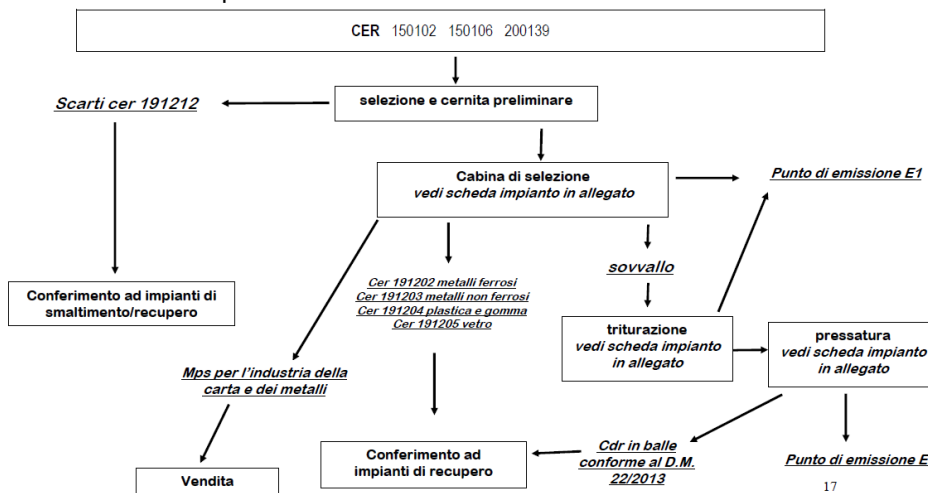 CER 150102 150106 200139
Scarti cer 191212
selezione e cernita preliminare
Cabina di selezione
vedi scheda impianto in allegato
Punto di emissione E1
Conferimento ad impianti di
smaltimento/recupero
Cer 191202 metalli ferrosi
Cer 191203 metalli non ferrosi
Cer 191204 plastica e gomma
Cer 191205 vetro
sovvallo
triturazione
vedi scheda impianto
in allegato
pressatura
vedi scheda impianto
in allegato
Mps per l'industria della
carta e dei metalli
Vendita
Conferimento ad
impianti di recupero
Cdr in balle
conforme al D.M.
22/2013
Punto di emissione E
17